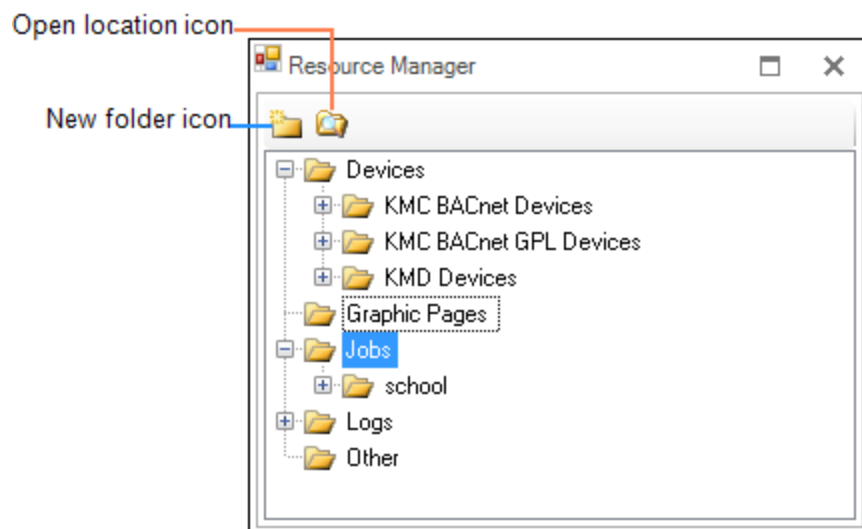 Open location icon
Resource Manager
New folder icon
Devices
KMC BACnet Devices
KMC BACnet GPL Devices
KMD Devices
Graphic Pages
Jobs
school
Logs
Other